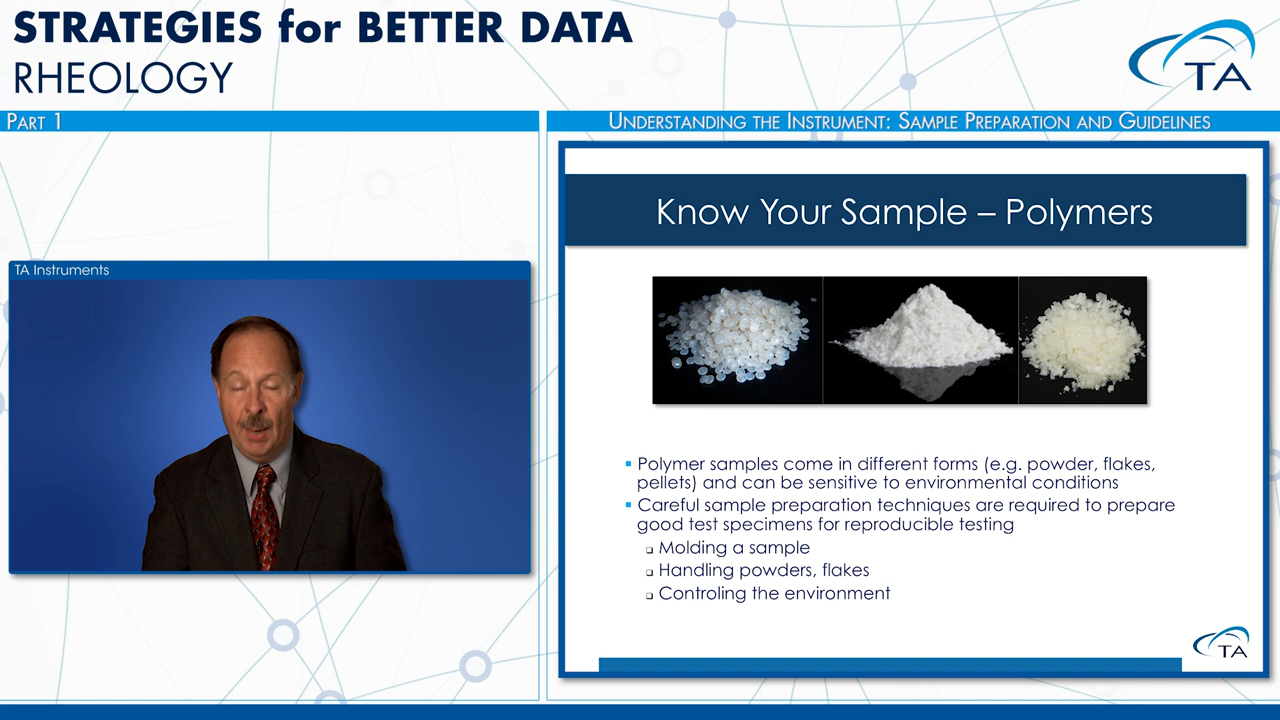 STRATEGIES for BETTER DATA
RHEOLOGY
TA
PART 1
UNDERSTANDING THE INSTRUMENT: SAMPLE PREPARATION AND GUIDELINES
TA Instruments
Know Your Sample – Polymers
Polymer samples come in different forms (e.g. powder, flakes,
pellets) and can be sensitive to environmental conditions
Careful sample preparation techniques are required to prepare
good test specimens for reproducible testing
Molding a sample
Handling powders, flakes
Controling the environment
TA